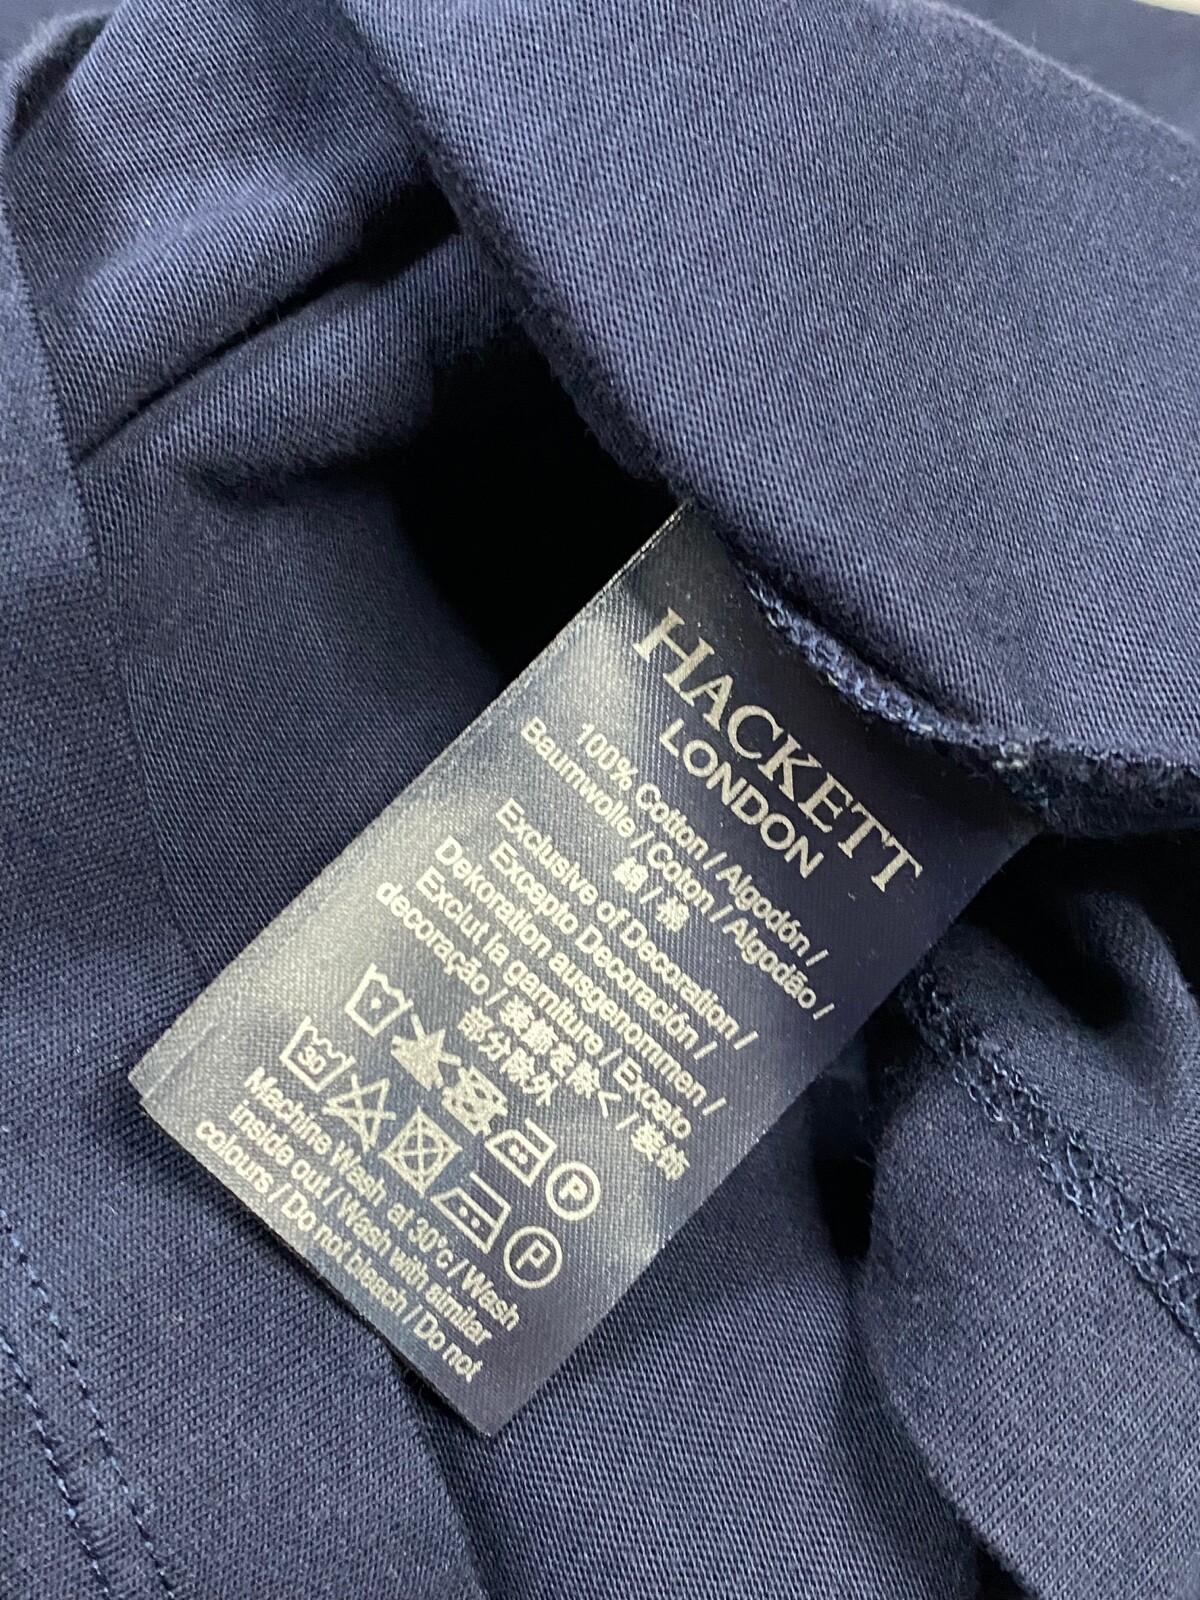 HACKETT
LONDON
100% Cotton / Algodón /
Baumwolle / Coton / Algodão /
綿 / 棉
Exclusive of Decoration /
Excepto Decoración /
Dekoration ausgenommen /
Exclut la garniture / Exceto
decoração / 装飾を除く / 装饰
部分除外
P
30
P
Machine Wash at 30°c / Wash
inside out / Wash with similar
colours / Do not bleach / Do not